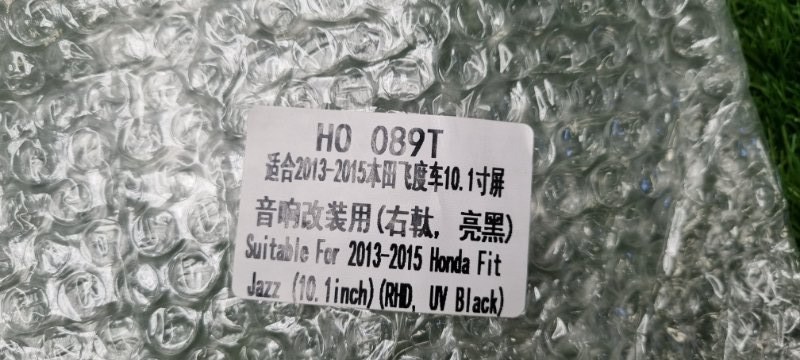 HO 089T
适合2013-2015本田飞度车10.1寸屏
音响改装用(右軚, 亮黑)
Suitable For 2013-2015 Honda Fit
Jazz (10.1inch)(RHD, UV Black)